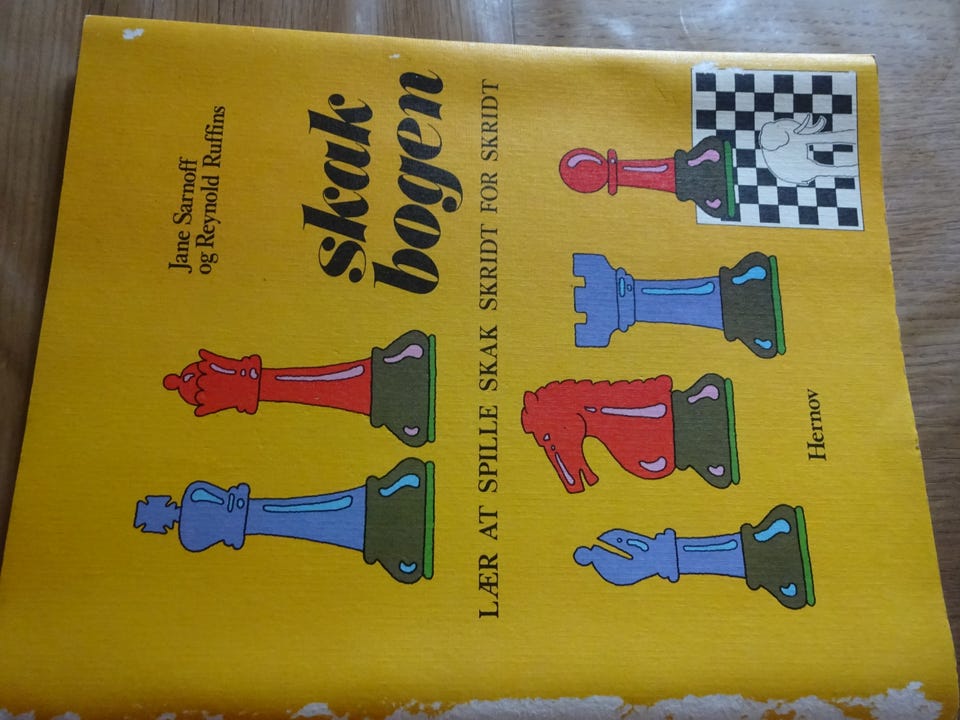 Jane Sarnoff
og Reynold Ruffins
skak
bogen
LÆR AT SPILLE SKAK SKRIDT FOR SKRIDT
Hernov